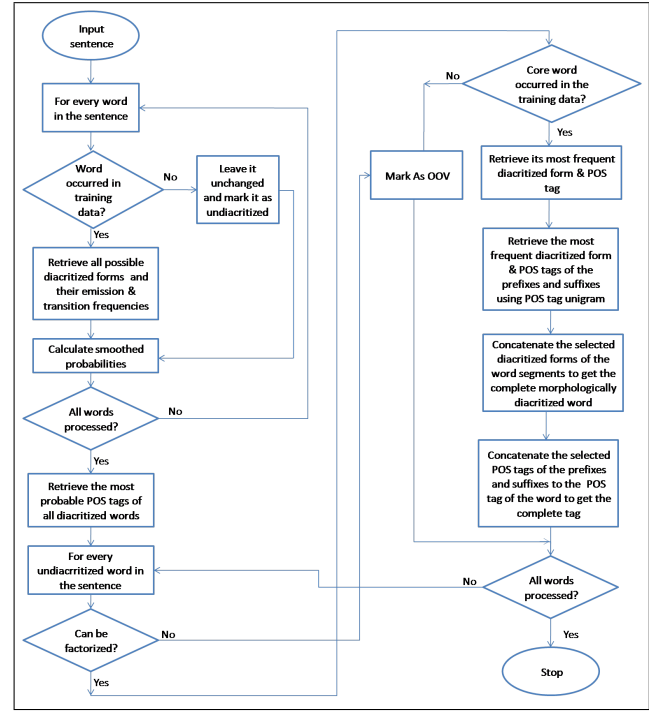 Input
sentence
For every word
in the sentence
Word
occurred in
training
data?
No
Leave it
unchanged
and mark it as
undiacritized
Yes
Retrieve all possible
diacritized forms and
their emission &
transition frequencies
Calculate smoothed
probabilities
All words
processed?
No
Yes
Retrieve the most
probable POS tags of
all diacritized words
For every
undiacrritized word in
the sentence
Can be
factorized?
No
Yes
Core word
occurred in the
training data?
No
Yes
Mark As OOV
Retrieve its most frequent
diacritized form & POS
tag
Retrieve the most
frequent diacritized form
& POS tags of the
prefixes and suffixes
using POS tag unigram
Concatenate the selected
diacritized forms of the
word segments to get the
complete morphologically
diacritized word
Concatenate the selected
POS tags of the prefixes
and suffixes to the POS
tag of the word to get the
complete tag
All words
processed?
No
Yes
Stop